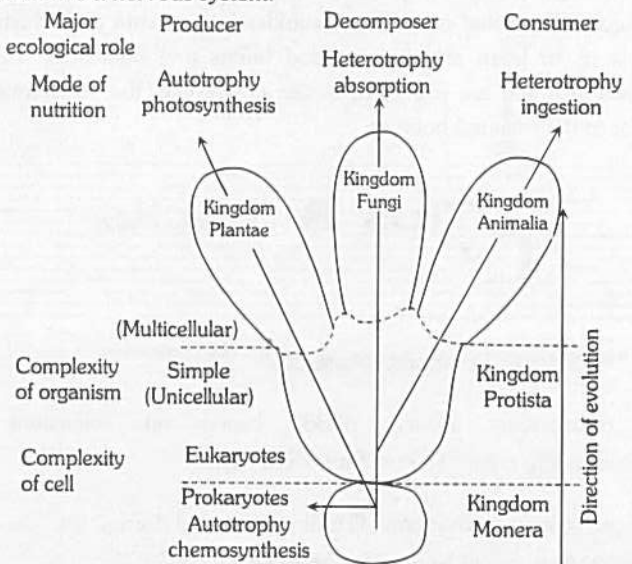 Major
ecological role
Producer
Decomposer
Consumer
Mode of
nutrition
Autotrophy
photosynthesis
Heterotrophy
absorption
Heterotrophy
ingestion
Kingdom
Plantae
Kingdom
Fungi
Kingdom
Animalia
(Multicellular)
Complexity
of organism
Simple
(Unicellular)
Kingdom
Protista
Complexity
of cell
Eukaryotes
Prokaryotes
Autotrophy
chemosynthesis
Kingdom
Monera
Direction of evolution